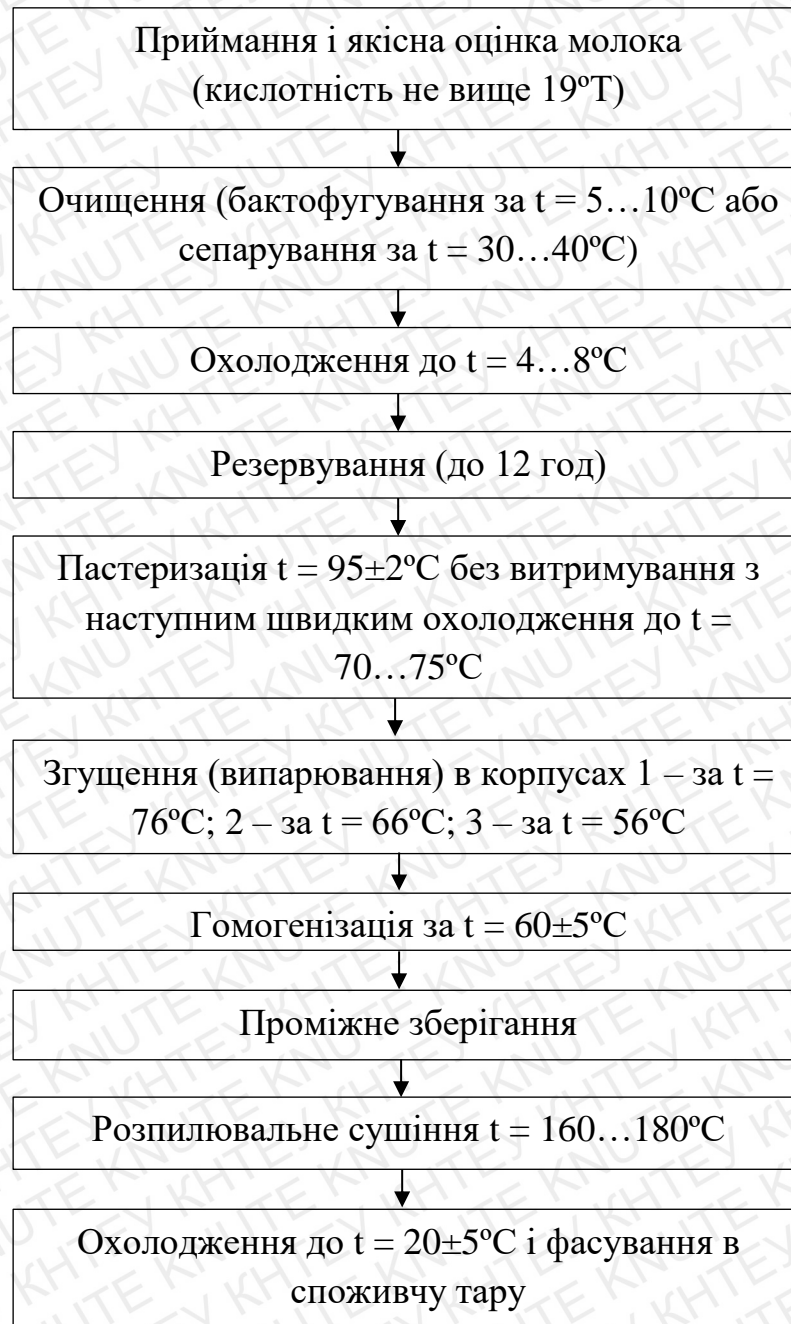 Приймання і якісна оцінка молока
(кислотність не вище 19ºТ)
Очищення (бактофугування за t = 5…10ºС або
сепарування за t = 30…40ºС)
Охолодження до t = 4…8ºС
Резервування (до 12 год)
Пастеризація t = 95±2ºС без витримування з
наступним швидким охолодження до t =
70…75ºС
Згущення (випарювання) в корпусах 1 – за t =
76ºС; 2 – за t = 66ºС; 3 – за t = 56ºС
Гомогенізація за t = 60±5ºС
Проміжне зберігання
Розпилювальне сушіння t = 160…180ºС
Охолодження до t = 20±5ºС і фасування в
споживчу тару